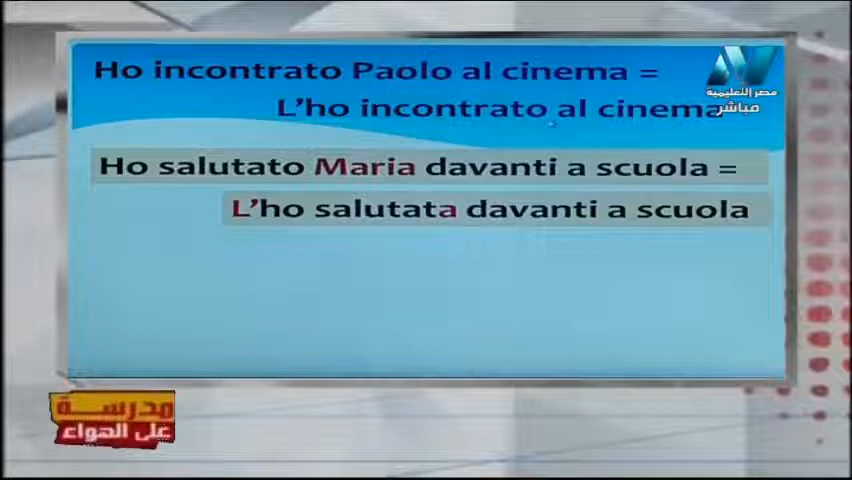 Ho incontrato Paolo al cinema =
L'ho incontrato al cinema
مصر التعليمية
مباشر
Ho salutato Maria davanti a scuola =
L'ho salutata davanti a scuola
مدرسة
على الهواء